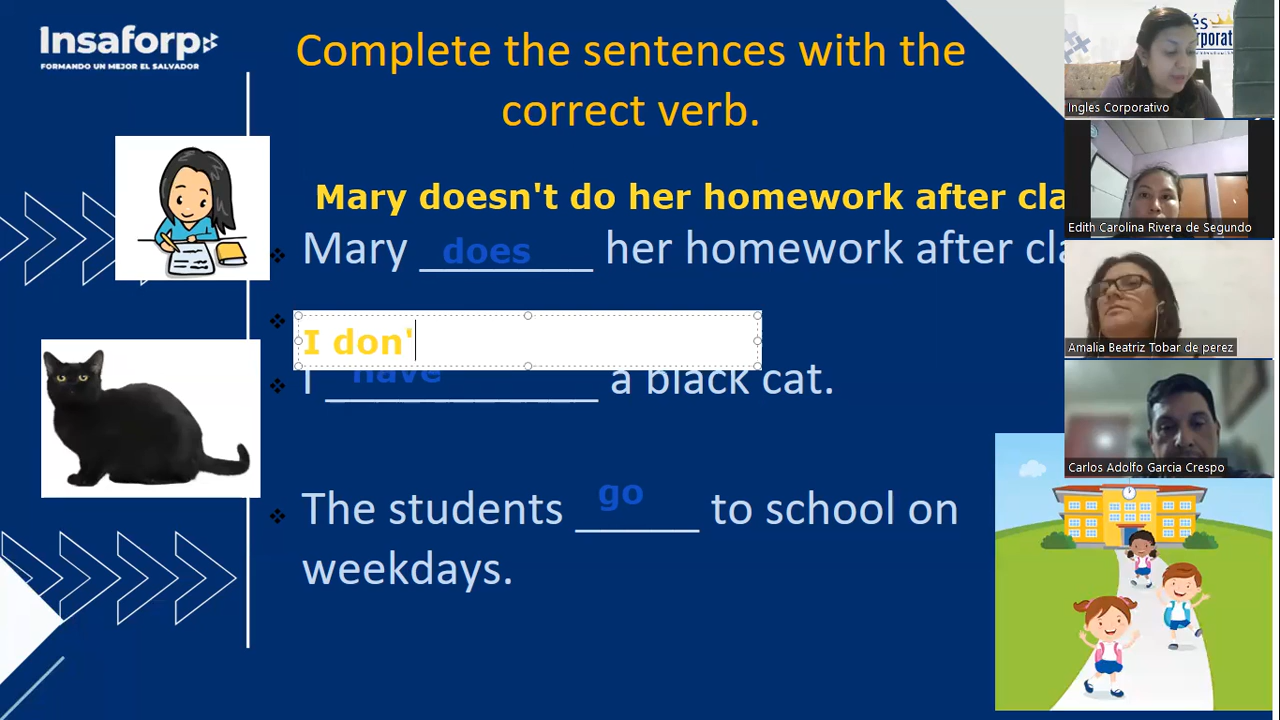 Insaforp
FORMANDO UN MEJOR EL SALVADOR
Complete the sentences with the
correct verb.
Mary doesn't do her homework after cla
Mary does her homework after cla
I don'
I have a black cat.
The students go to school on
weekdays.
és
orporat
Ingles Corporativo
Edith Carolina Rivera de Segundo
Amalia Beatriz Tobar de perez
Carlos Adolfo Garcia Crespo